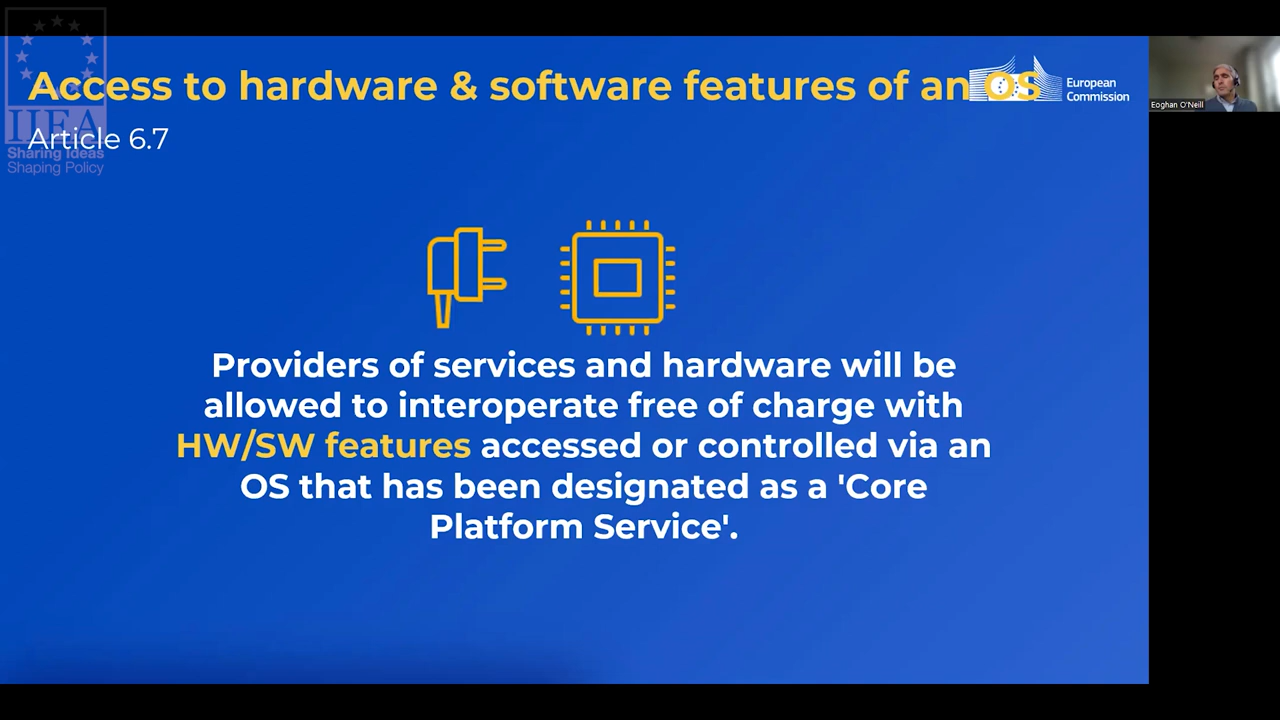 Access to hardware & software features of an OS
Article 6.7
IIEA
Sharing Ideas
Shaping Policy
European
Commission
Eoghan O'Neill
Providers of services and hardware will be
allowed to interoperate free of charge with
HW/SW features accessed or controlled via an
OS that has been designated as a 'Core
Platform Service'.